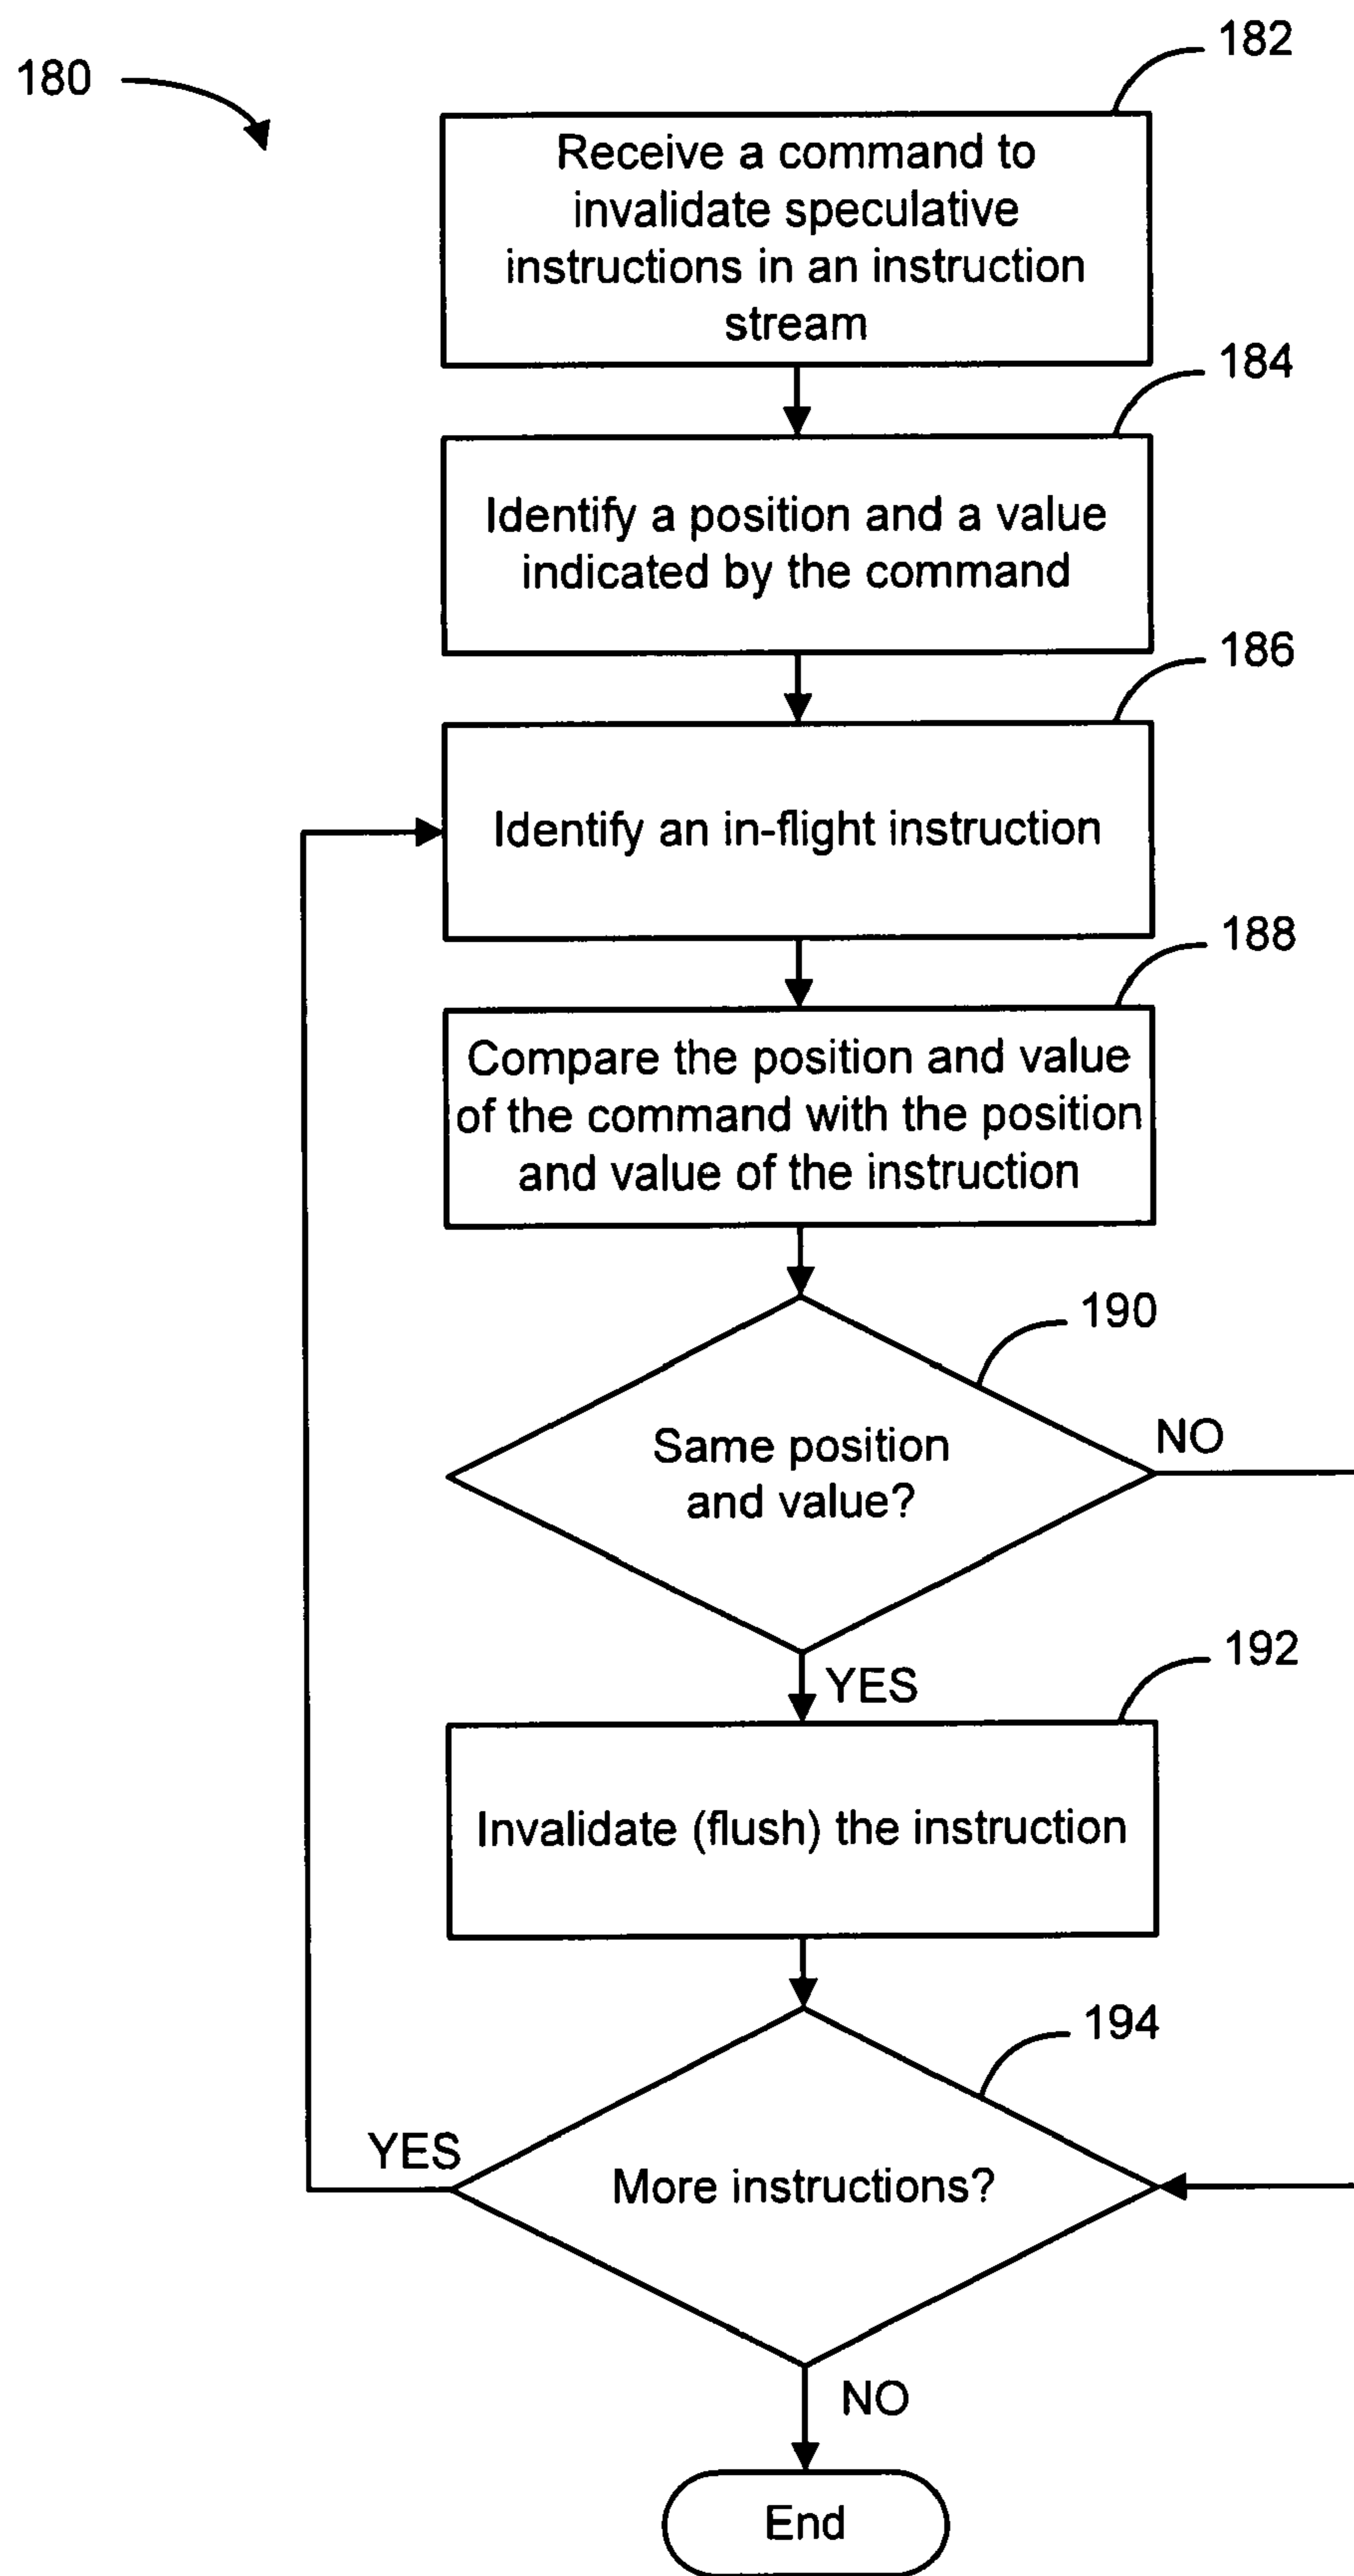 182
180
Receive a command to
invalidate speculative
instructions in an instruction
stream
184
Identify a position and a value
indicated by the command
186
Identify an in-flight instruction
188
Compare the position and value
of the command with the position
and value of the instruction
190
Same position
and value?
NO
YES
192
Invalidate (flush) the instruction
194
YES
More instructions?
NO
End